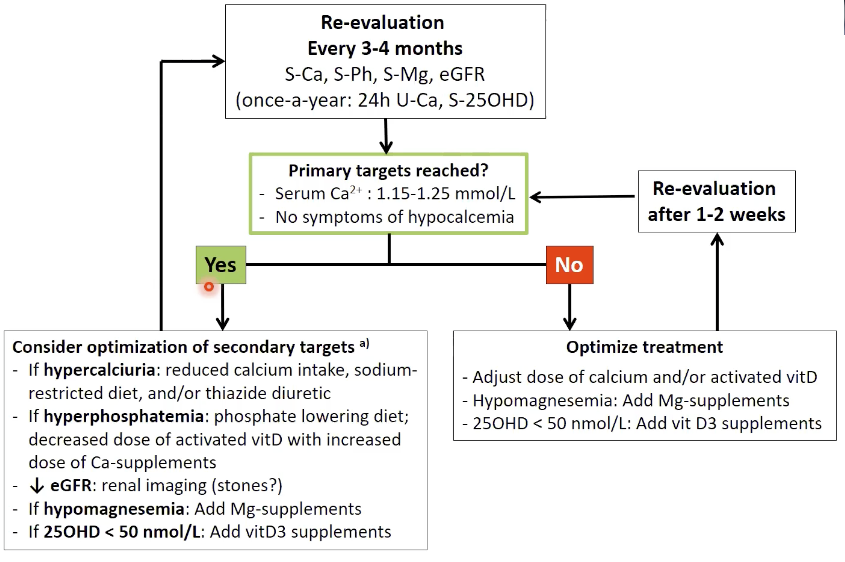 Re-evaluation
Every 3-4 months
S-Ca, S-Ph, S-Mg, eGFR
(once-a-year: 24h U-Ca, S-25OHD)
Primary targets reached?
- Serum Ca²⁺ : 1.15-1.25 mmol/L
- No symptoms of hypocalcemia
Re-evaluation
after 1-2 weeks
Yes
No
Consider optimization of secondary targets ᵃ⁾
- If hypercalciuria: reduced calcium intake, sodium-
restricted diet, and/or thiazide diuretic
- If hyperphosphatemia: phosphate lowering diet;
decreased dose of activated vitD with increased
dose of Ca-supplements
- ↓ eGFR: renal imaging (stones?)
- If hypomagnesemia: Add Mg-supplements
- If 25OHD < 50 nmol/L: Add vitD3 supplements
Optimize treatment
- Adjust dose of calcium and/or activated vitD
- Hypomagnesemia: Add Mg-supplements
- 25OHD < 50 nmol/L: Add vit D3 supplements